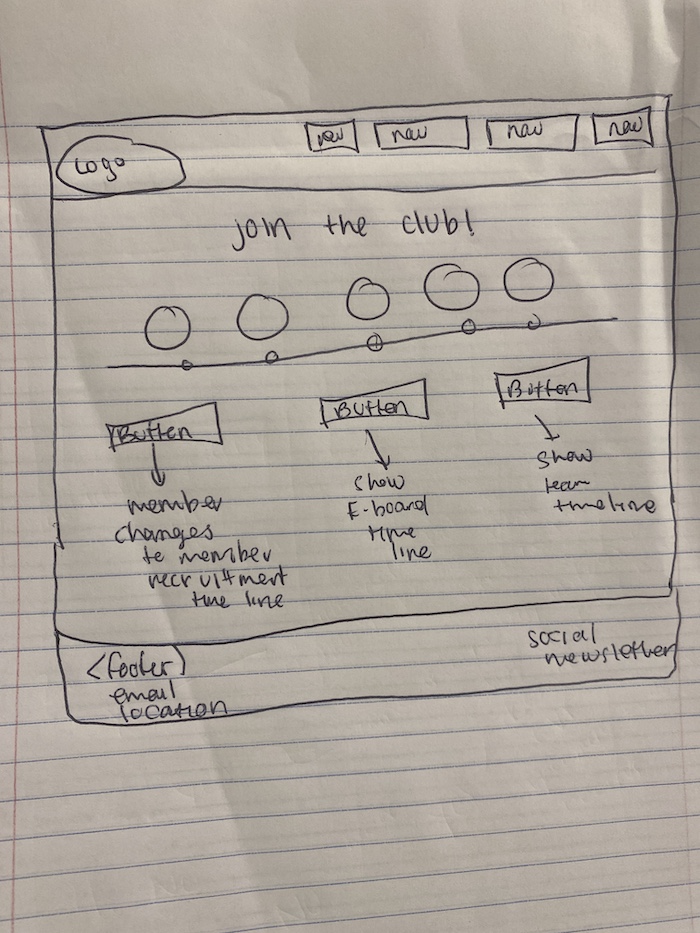 Logo
nav
nav
nav
nav
join the club!
Button
Button
Button
member
changes
to member
recruitment
time line
show
E-board
time
line
show
team
timeline
<footer>
email
location
social
newsletter